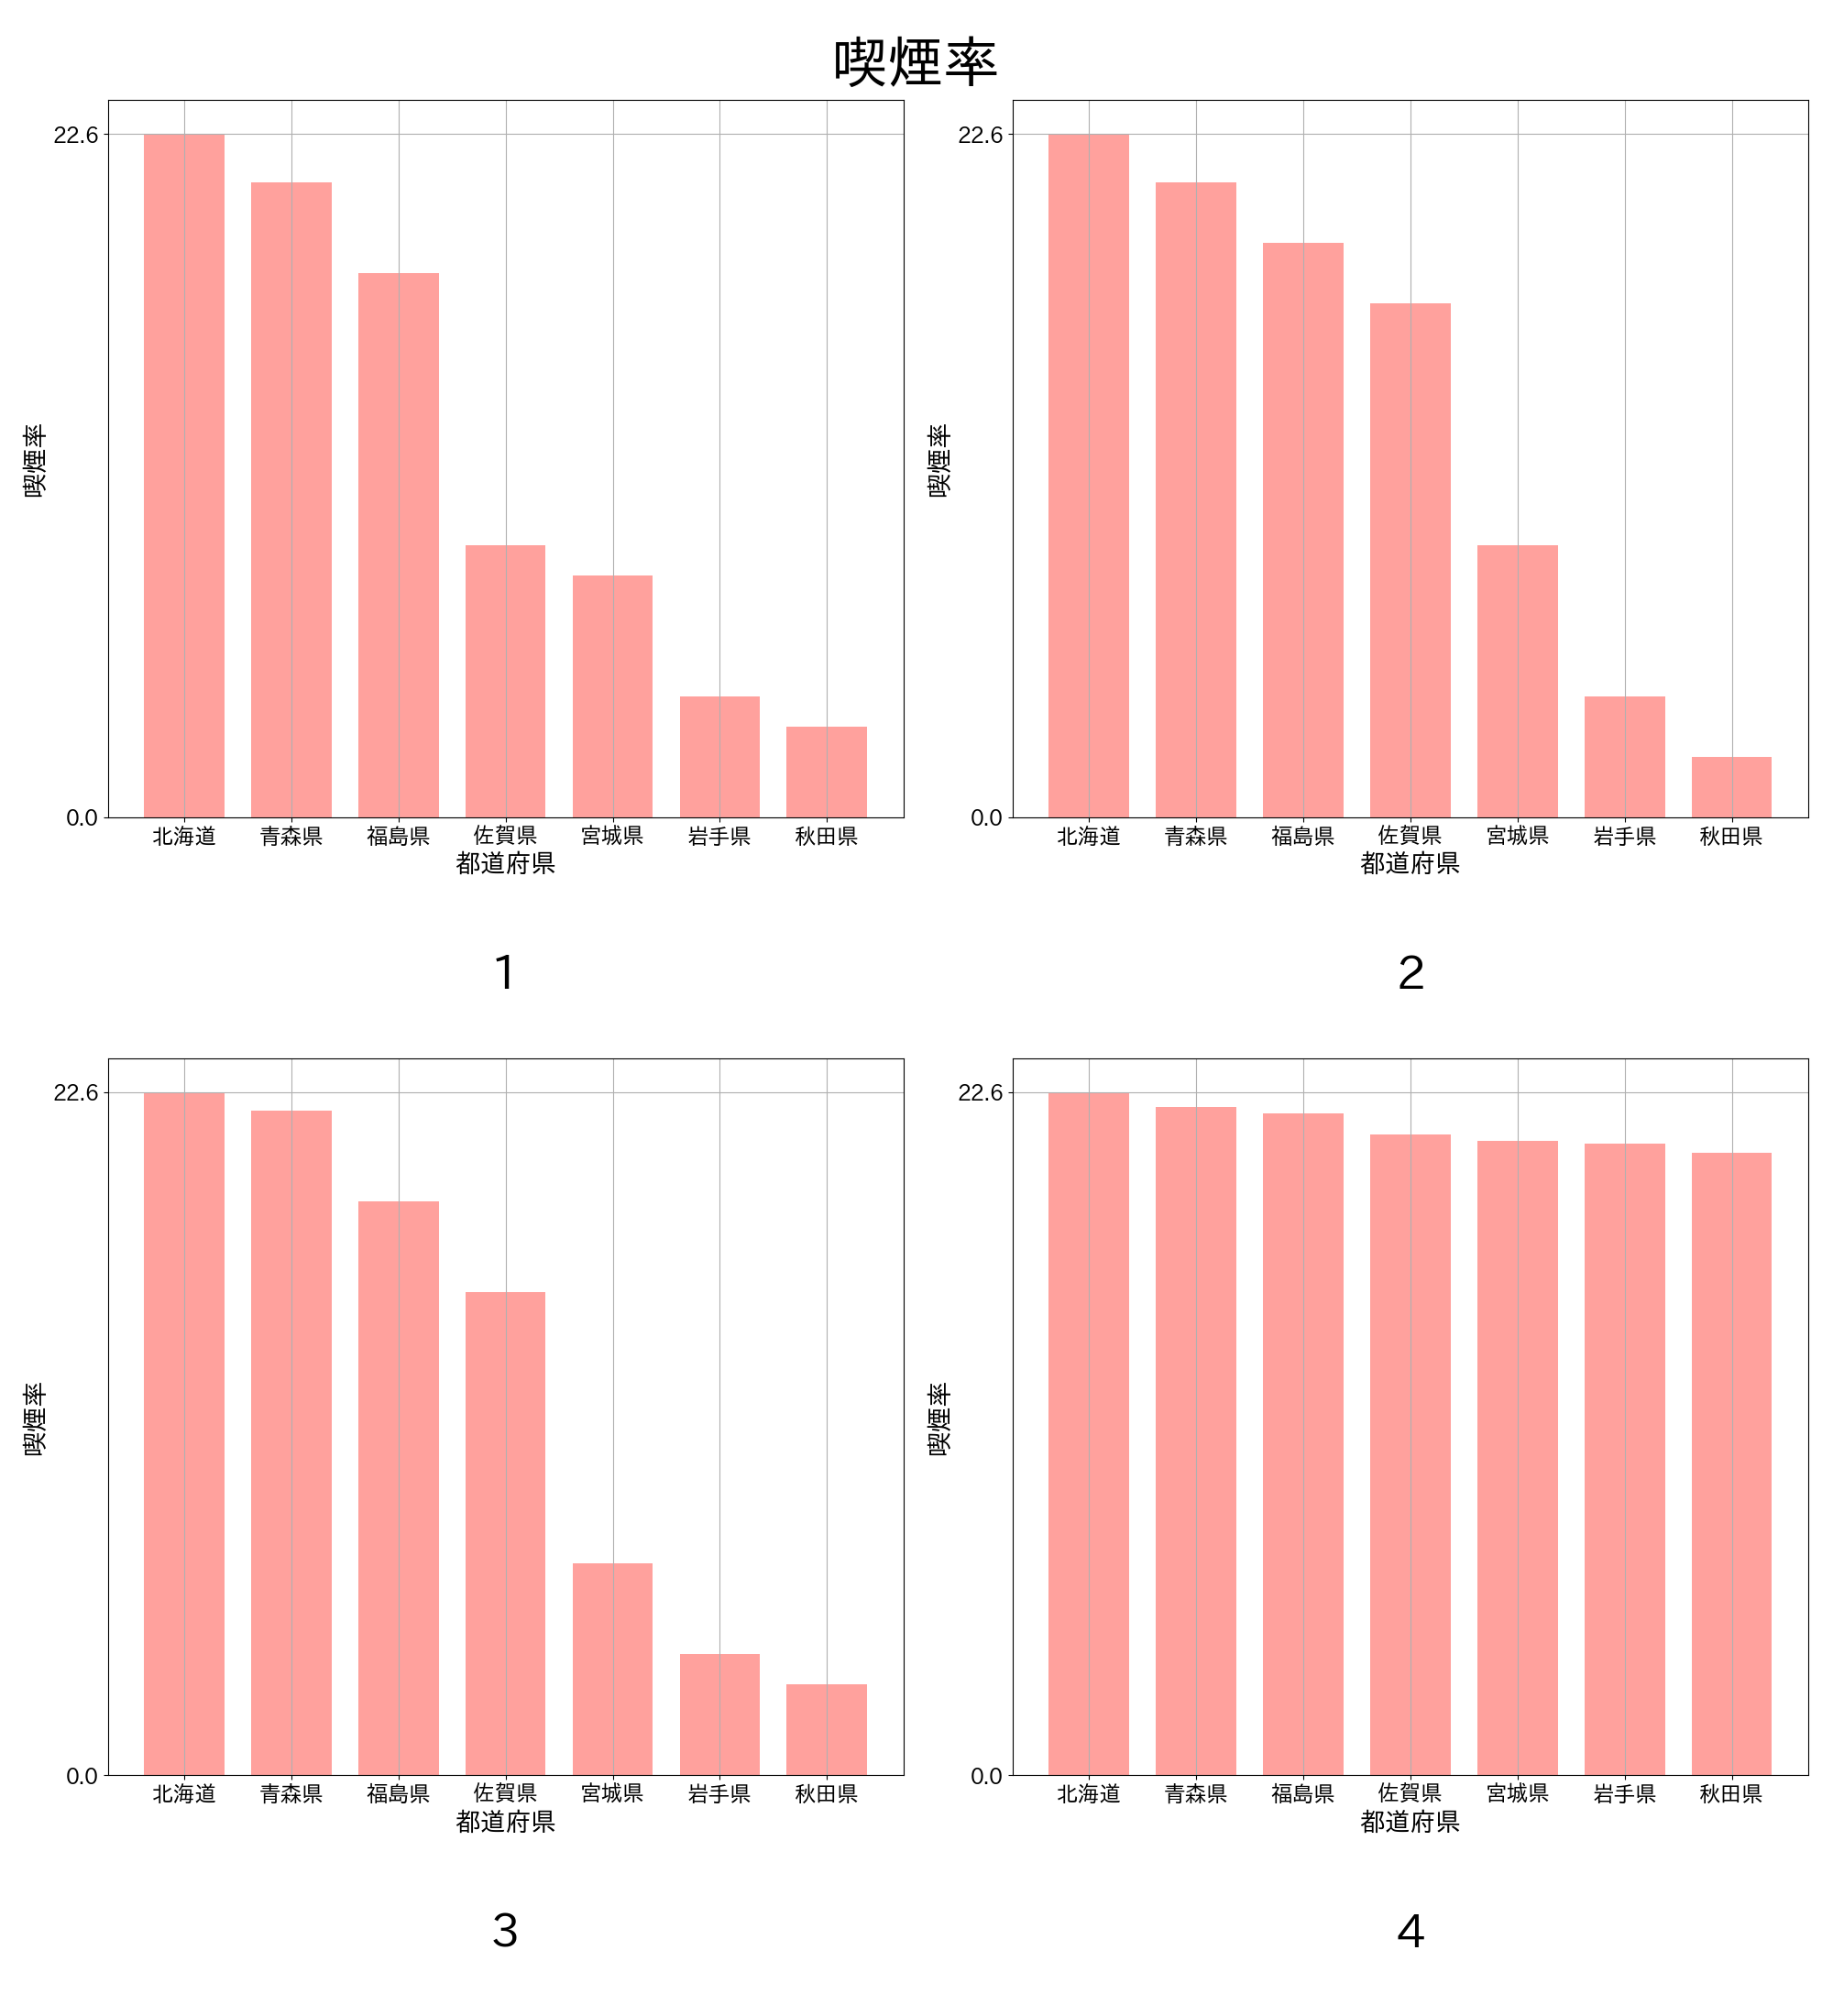 喫煙率
22.6
0.0
喫煙率
北海道 青森県 福島県 佐賀県 宮城県 岩手県 秋田県
都道府県
1
22.6
0.0
喫煙率
北海道 青森県 福島県 佐賀県 宮城県 岩手県 秋田県
都道府県
2
22.6
0.0
喫煙率
北海道 青森県 福島県 佐賀県 宮城県 岩手県 秋田県
都道府県
3
22.6
0.0
喫煙率
北海道 青森県 福島県 佐賀県 宮城県 岩手県 秋田県
都道府県
4